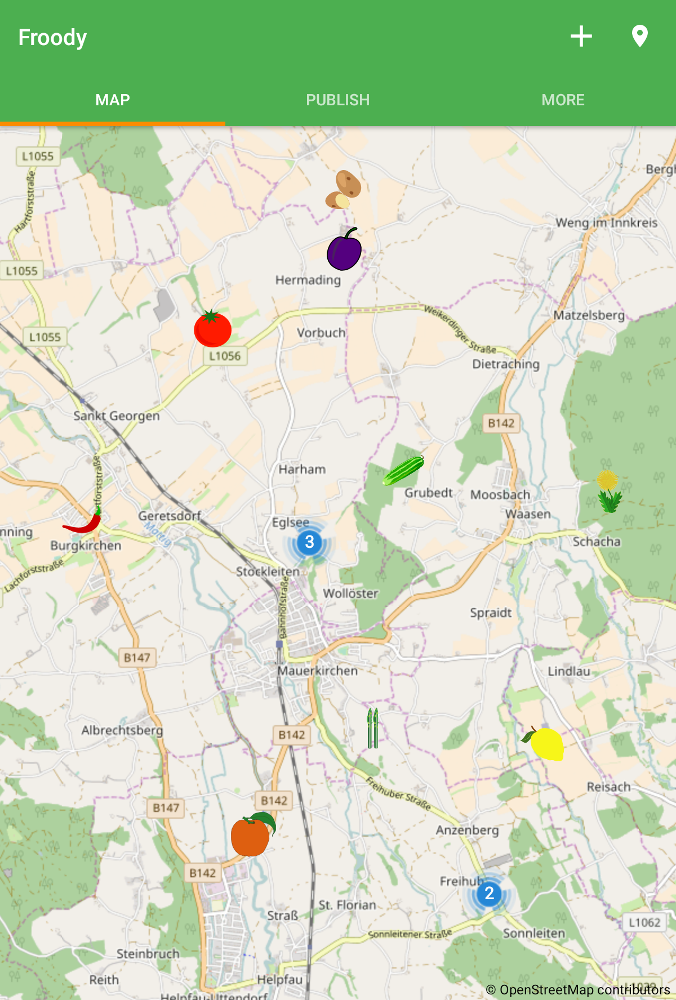 Froody
MAP
PUBLISH
MORE
L1055
Bergh
Hartforststraße
Weng im Innkreis
L1055
Hermading
L1055
Vorbuch
Weikerdinger Straße
Matzelsberg
L1056
Dietraching
Sankt Georgen
B142
Harham
Grubedt
Moosbach
Waasen
rtforststraße
Geretsdorf
Eglsee
nning
3
Schacha
Burgkirchen
Stockleiten
Lachforststraße
Wollöster
Bahnhofstraße
Spraidt
B147
Mauerkirchen
Lindlau
Albrechtsberg
B142
Reisach
Freihuber Straße
B142
B147
Anzenberg
B142
Freihub
2
St. Florian
Straß
L1062
Sonnleitener Straße
Sonnleiten
Steinbruch
Reith
Helpfau
Helpfau-Uttendorf
© OpenStreetMap contributors